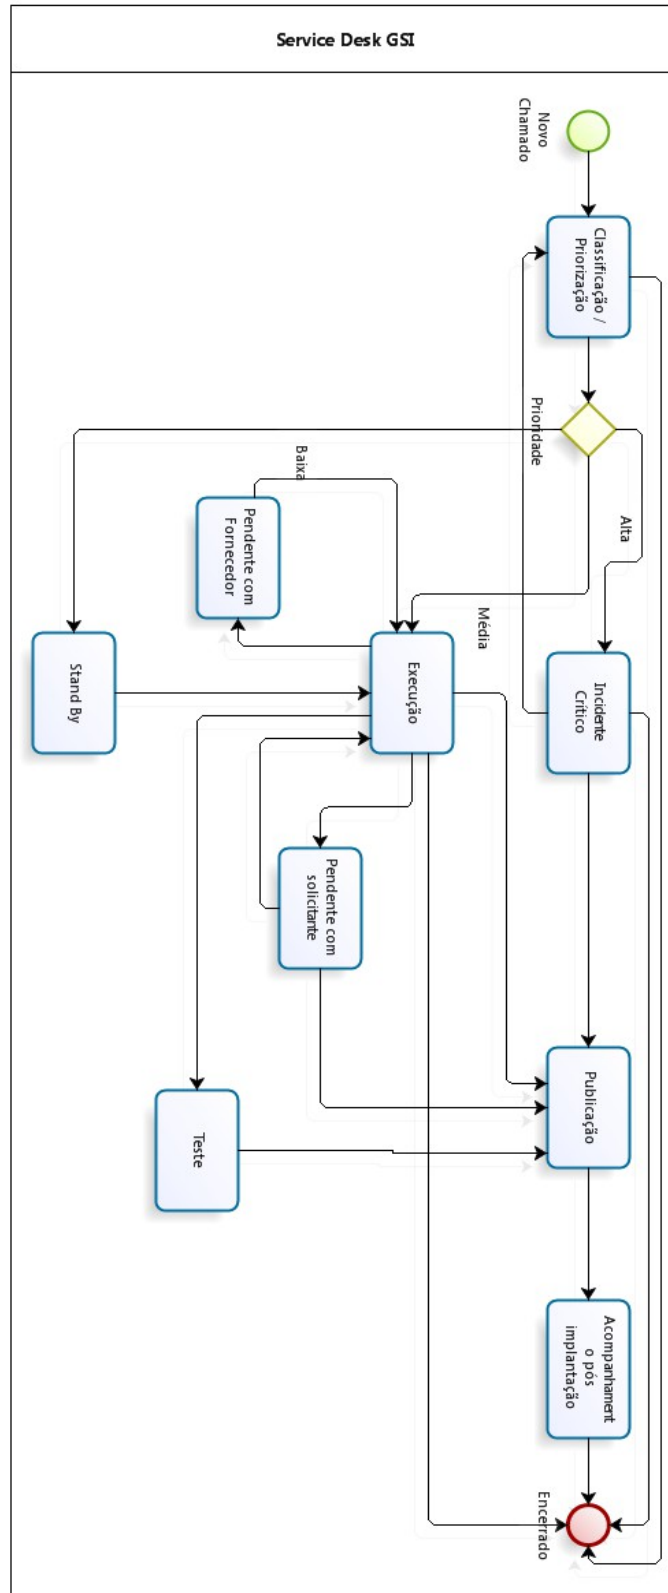 Service Desk GSI
Novo
Chamado
Classificação /
Priorização
Prioridade
Alta
Baixa
Média
Pendente com
Fornecedor
Stand By
Execução
Incidente
Crítico
Pendente com
solicitante
Publicação
Teste
Acompanhament
o pós
implantação
Encerrado